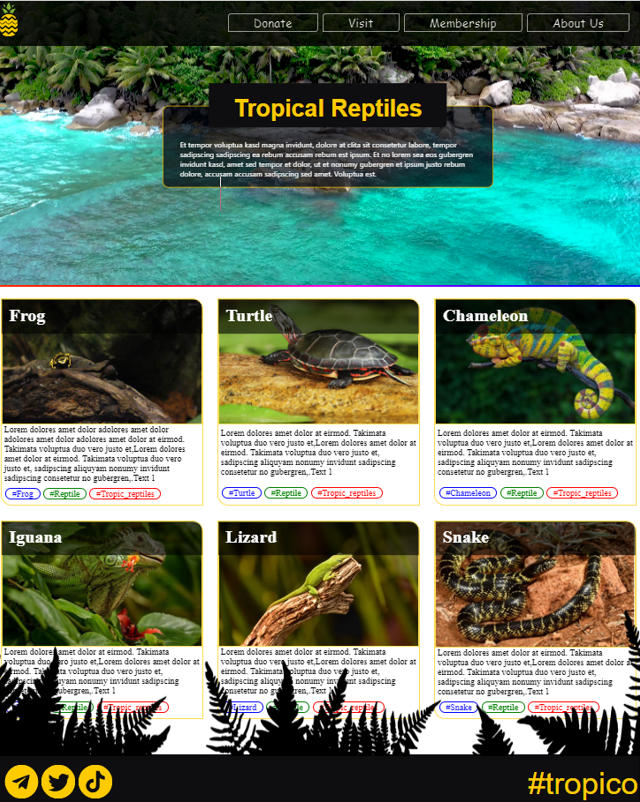 Donate
Visit
Membership
About Us
Tropical Reptiles
Et tempor voluptua kasd magna invidunt, dolore at clita sit consetetur labore, tempor
sadipscing sadipscing ea rebum accusam rebum est ipsum. Et no lorem sea eos gubergren
invidunt kasd, amet sed tempor et dolor, ut et nonumy gubergren et ipsum justo rebum
dolore, accusam accusam sadipscing sed amet. Voluptua est.
Frog
Lorem dolores amet dolor adolores amet dolor
adolores amet dolor adolores amet dolor at eirmod.
Takimata voluptua duo vero justo et,Lorem dolores
amet dolor at eirmod. Takimata voluptua duo vero
justo et, sadipscing aliquyam nonumy invidunt
sadipscing consetetur no gubergren,.Text 1
#Frog
#Reptile
#Tropic_reptiles
Turtle
Lorem dolores amet dolor at eirmod. Takimata
voluptua duo vero justo et,Lorem dolores amet dolor at
eirmod. Takimata voluptua duo vero justo et,
sadipscing aliquyam nonumy invidunt sadipscing
consetetur no gubergren,.Text 1
#Turtle
#Reptile
#Tropic_reptiles
Chameleon
Lorem dolores amet dolor at eirmod. Takimata
voluptua duo vero justo et,Lorem dolores amet dolor at
eirmod. Takimata voluptua duo vero justo et,
sadipscing aliquyam nonumy invidunt sadipscing
consetetur no gubergren,.Text 1
#Chameleon
#Reptile
#Tropic_reptiles
Iguana
Lorem dolores amet dolor at eirmod. Takimata
voluptua duo vero justo et,Lorem dolores amet dolor at
eirmod. Takimata voluptua duo vero justo et,
aliquyam nonumy invidunt sadipscing
gubergren,.Text 1
#Reptile
#Tropic_reptiles
Lizard
Lorem dolores amet dolor at eirmod. Takimata
voluptua duo vero justo et,Lorem dolores amet dolor at
eirmod. Takimata voluptua duo vero justo et,
sadipscing aliquyam nonumy invidunt sadipscing
consetetur no gubergren,.Text 1
#Lizard
#Tropic_reptiles
Snake
Lorem dolores amet dolor at eirmod. Takimata
voluptua duo vero justo et,Lorem dolores amet dolor at
eirmod. Takimata voluptua duo vero justo et,
sadipscing aliquyam nonumy invidunt sadipscing
consetetur no gubergren,.Text 1
#Snake
#Reptile
#Tropic_reptiles
#tropico